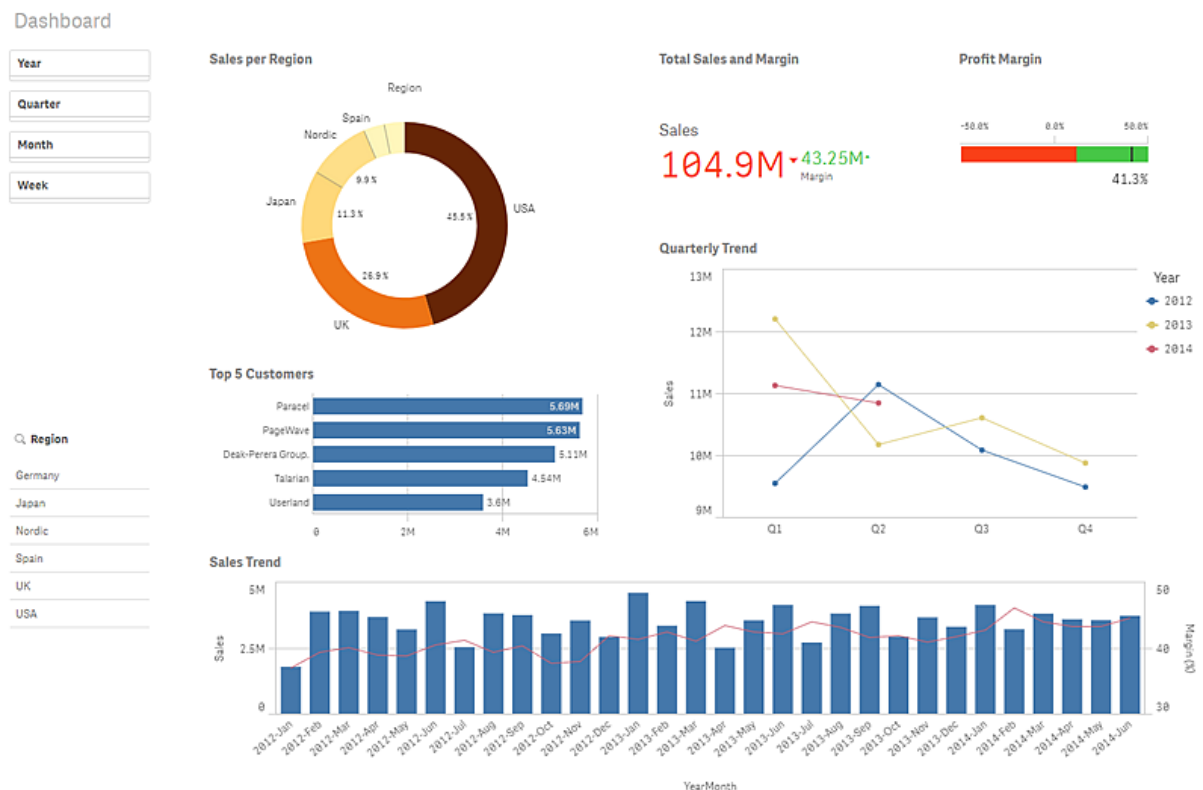 Dashboard
Year
Quarter
Month
Week
Region
Germany
Japan
Nordic
Spain
UK
USA
Sales per Region
Region
Spain
Nordic
Japan
USA
UK
9.9%
11.3%
45.5%
26.9%
Total Sales and Margin
Sales
104.9M
43.25M
Margin
Profit Margin
-50.0% 0.0% 50.0%
41.3%
Top 5 Customers
Paracel 5.69M
PageWave 5.63M
Deak-Perera Group. 5.11M
Talarian 4.54M
Userland 3.6M
0 2M 4M 6M
Quarterly Trend
Sales
13M
12M
11M
10M
9M
Q1 Q2 Q3 Q4
Year
2012
2013
2014
Sales Trend
Sales
5M
2.5M
0
50
40
30
Margin (%)
2012-Jan 2012-Feb 2012-Mar 2012-Apr 2012-May 2012-Jun 2012-Jul 2012-Aug 2012-Sep 2012-Oct 2012-Nov 2012-Dec 2013-Jan 2013-Feb 2013-Mar 2013-Apr 2013-May 2013-Jun 2013-Jul 2013-Aug 2013-Sep 2013-Oct 2013-Nov 2013-Dec 2014-Jan 2014-Feb 2014-Mar 2014-Apr 2014-May 2014-Jun
YearMonth